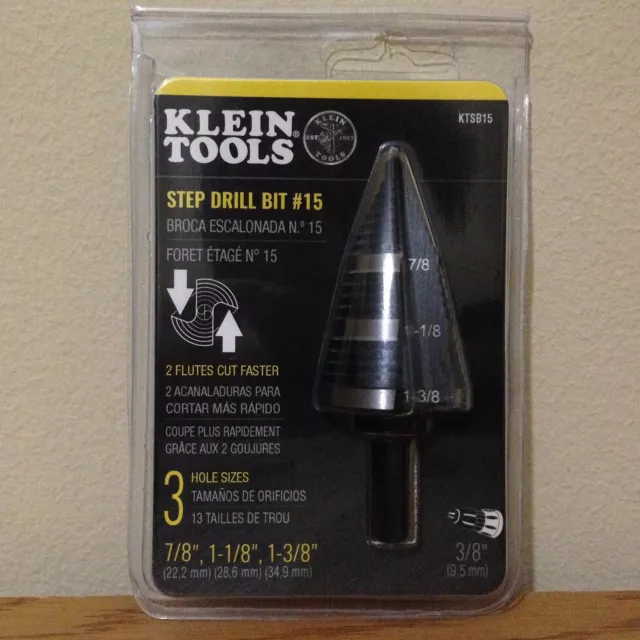 KLEIN
TOOLS®
KLEIN
EST. 1857
TOOLS
KTSB15
STEP DRILL BIT #15
BROCA ESCALONADA N.º 15
FORET ÉTAGÉ Nº 15
7/8
1-1/8
1-3/8
2 FLUTES CUT FASTER
2 ACANALADURAS PARA
CORTAR MÁS RÁPIDO
COUPE PLUS RAPIDEMENT
GRÂCE AUX 2 GOUJURES
3 HOLE SIZES
TAMAÑOS DE ORIFICIOS
13 TAILLES DE TROU
7/8", 1-1/8", 1-3/8"
(22,2 mm) (28,6 mm) (34,9 mm)
3/8"
(9,5 mm)